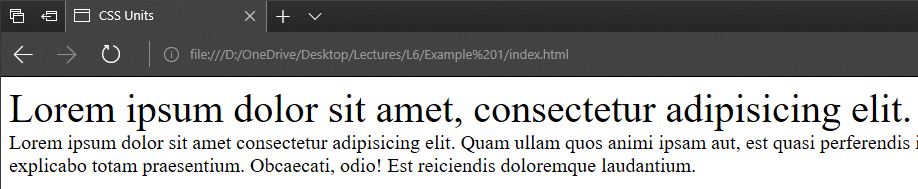 CSS Units
file:///D:/OneDrive/Desktop/Lectures/L6/Example%201/index.html
Lorem ipsum dolor sit amet, consectetur adipisicing elit.
Lorem ipsum dolor sit amet consectetur adipisicing elit. Quam ullam quos animi ipsam aut, est quasi perferendis
explicabo totam praesentium. Obcaecati, odio! Est reiciendis doloremque laudantium.